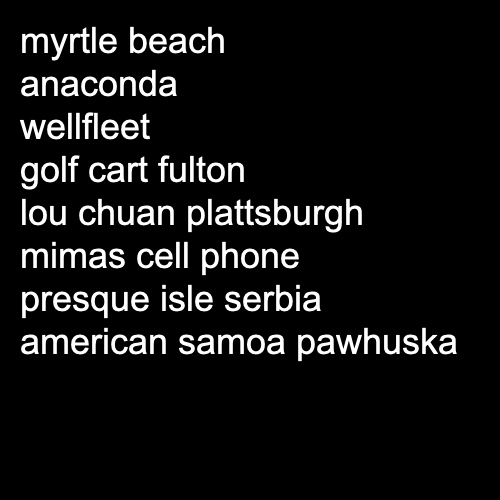 myrtle beach
anaconda
wellfleet
golf cart fulton
lou chuan plattsburgh
mimas cell phone
presque isle serbia
american samoa pawhuska